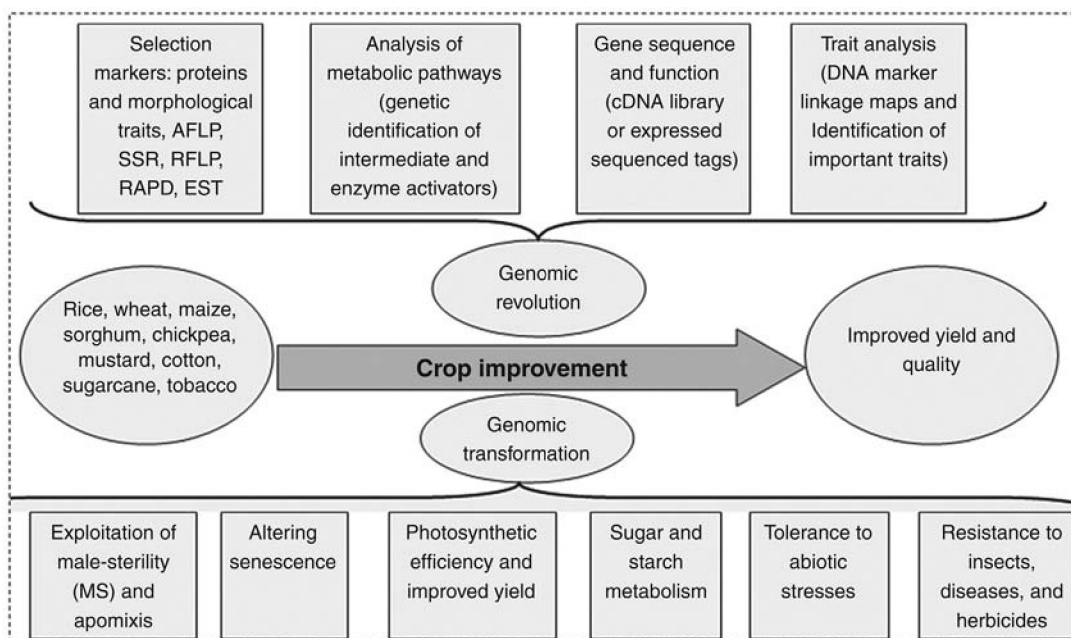 Selection
markers: proteins
and morphological
traits, AFLP,
SSR, RFLP,
RAPD, EST
Analysis of
metabolic pathways
(genetic
identification of
intermediate and
enzyme activators)
Gene sequence
and function
(cDNA library
or expressed
sequenced tags)
Trait analysis
(DNA marker
linkage maps and
Identification of
important traits)
Genomic
revolution
Rice, wheat, maize,
sorghum, chickpea,
mustard, cotton,
sugarcane, tobacco
Crop improvement
Improved yield and
quality
Genomic
transformation
Exploitation of
male-sterility
(MS) and
apomixis
Altering
senescence
Photosynthetic
efficiency and
improved yield
Sugar and
starch
metabolism
Tolerance to
abiotic
stresses
Resistance to
insects,
diseases, and
herbicides